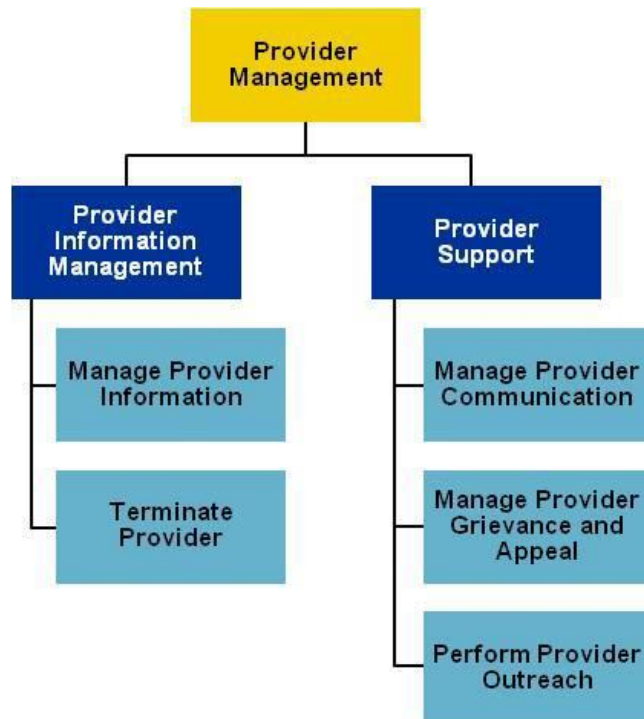 Provider
Management
Provider
Information
Management
Provider
Support
Manage Provider
Information
Manage Provider
Communication
Terminate
Provider
Manage Provider
Grievance and
Appeal
Perform Provider
Outreach